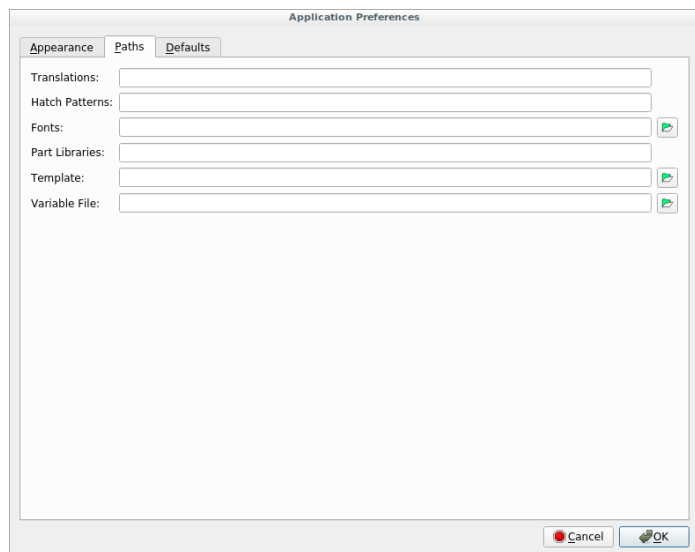 Application Preferences
Appearance Paths Defaults
Translations:
Hatch Patterns:
Fonts:
Part Libraries:
Template:
Variable File:
Cancel OK